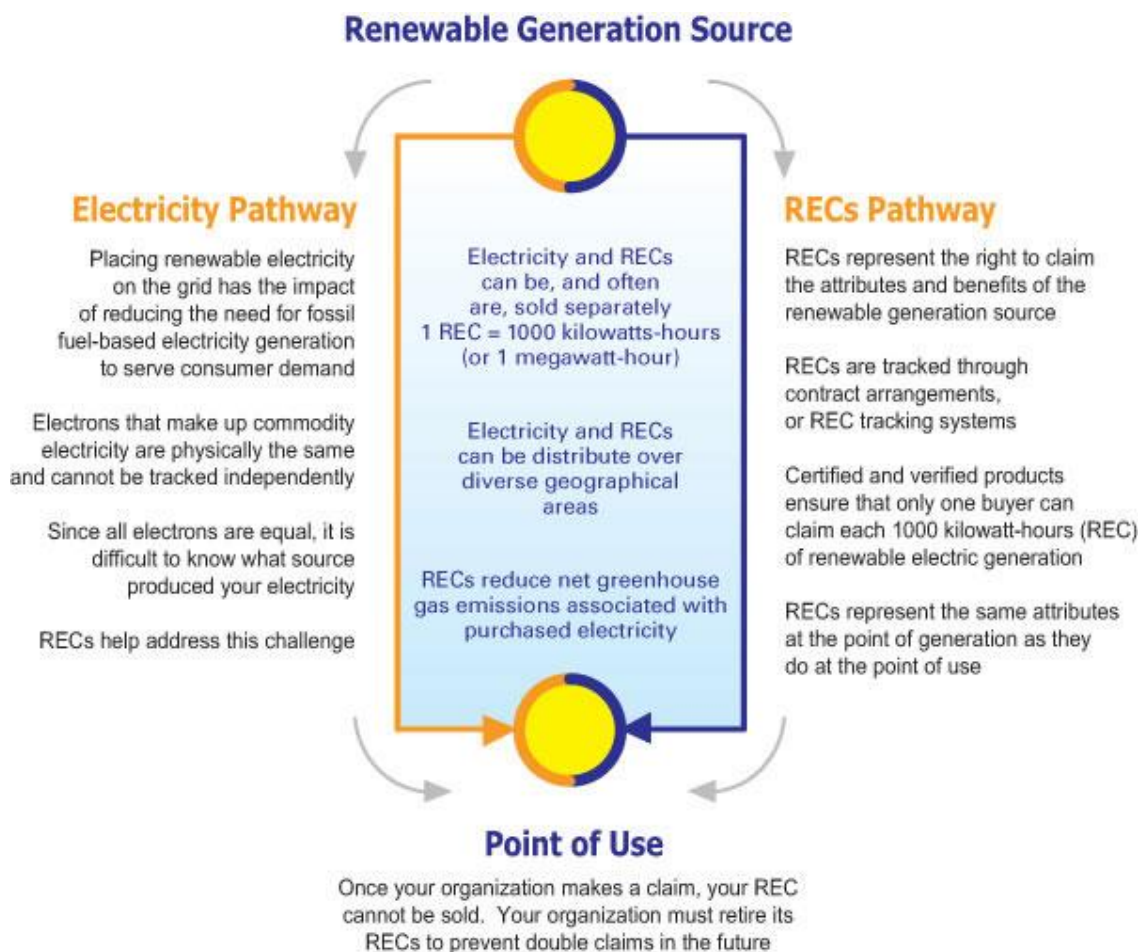 Renewable Generation Source
Electricity Pathway
Placing renewable electricity
on the grid has the impact
of reducing the need for fossil
fuel-based electricity generation
to serve consumer demand
Electrons that make up commodity
electricity are physically the same
and cannot be tracked independently
Since all electrons are equal, it is
difficult to know what source
produced your electricity
RECs help address this challenge
Electricity and RECs
can be, and often
are, sold separately
1 REC = 1000 kilowatts-hours
(or 1 megawatt-hour)
Electricity and RECs
can be distribute over
diverse geographical
areas
RECs reduce net greenhouse
gas emissions associated with
purchased electricity
RECs Pathway
RECs represent the right to claim
the attributes and benefits of the
renewable generation source
RECs are tracked through
contract arrangements,
or REC tracking systems
Certified and verified products
ensure that only one buyer can
claim each 1000 kilowatt-hours (REC)
of renewable electric generation
RECs represent the same attributes
at the point of generation as they
do at the point of use
Point of Use
Once your organization makes a claim, your REC
cannot be sold. Your organization must retire its
RECs to prevent double claims in the future